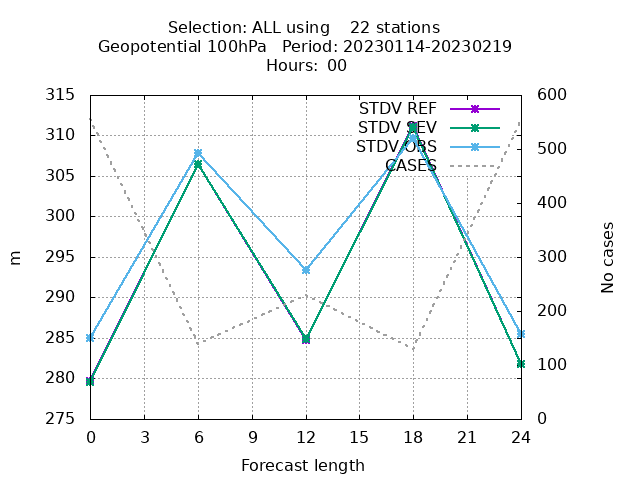 Selection: ALL using    22 stations
Geopotential 100hPa   Period: 20230114-20230219
Hours:  00
STDV REF
STDV SEV
STDV OBS
CASES
315
310
305
300
295
290
285
280
275
600
500
400
300
200
100
0
m
No cases
0 3 6 9 12 15 18 21 24
Forecast length